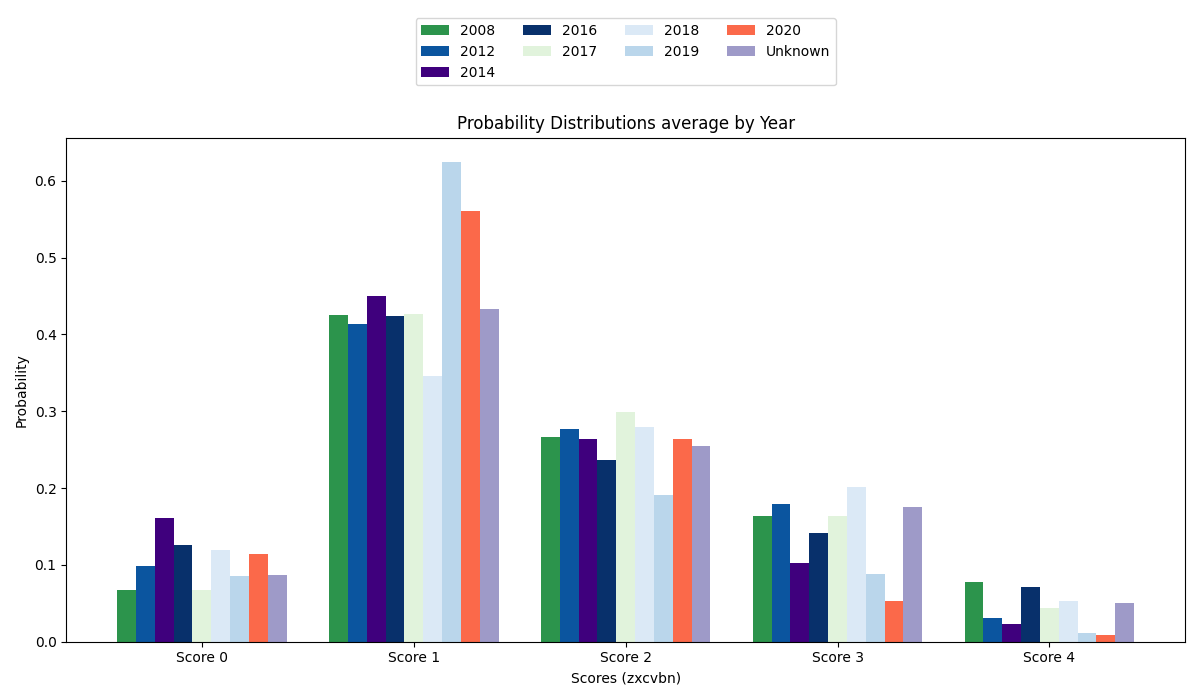 2008 2016 2018 2020
2012 2017 2019 Unknown
2014
Probability Distributions average by Year
0.6
0.5
0.4
0.3
0.2
0.1
0.0
Probability
Score 0 Score 1 Score 2 Score 3 Score 4
Scores (zxcvbn)